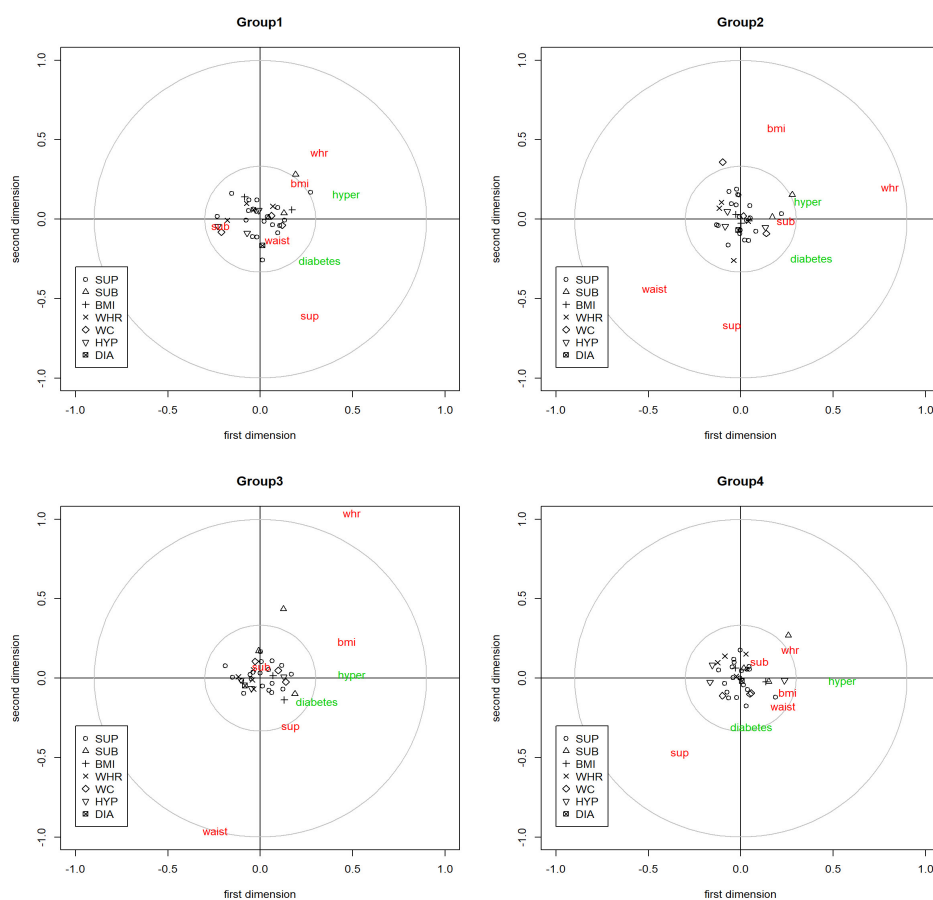 Group1
1.0
0.5
0.0
-0.5
-1.0
second dimension
whr
bmi
hyper
sub
waist
diabetes
sup
SUP
SUB
BMI
WHR
WC
HYP
DIA
-1.0 -0.5 0.0 0.5 1.0
first dimension
Group2
1.0
0.5
0.0
-0.5
-1.0
second dimension
bmi
whr
hyper
sub
diabetes
waist
sup
SUP
SUB
BMI
WHR
WC
HYP
DIA
-1.0 -0.5 0.0 0.5 1.0
first dimension
Group3
1.0
0.5
0.0
-0.5
-1.0
second dimension
whr
bmi
sub
hyper
diabetes
sup
waist
SUP
SUB
BMI
WHR
WC
HYP
DIA
-1.0 -0.5 0.0 0.5 1.0
first dimension
Group4
1.0
0.5
0.0
-0.5
-1.0
second dimension
whr
sub
hyper
bmi
waist
diabetes
sup
SUP
SUB
BMI
WHR
WC
HYP
DIA
-1.0 -0.5 0.0 0.5 1.0
first dimension